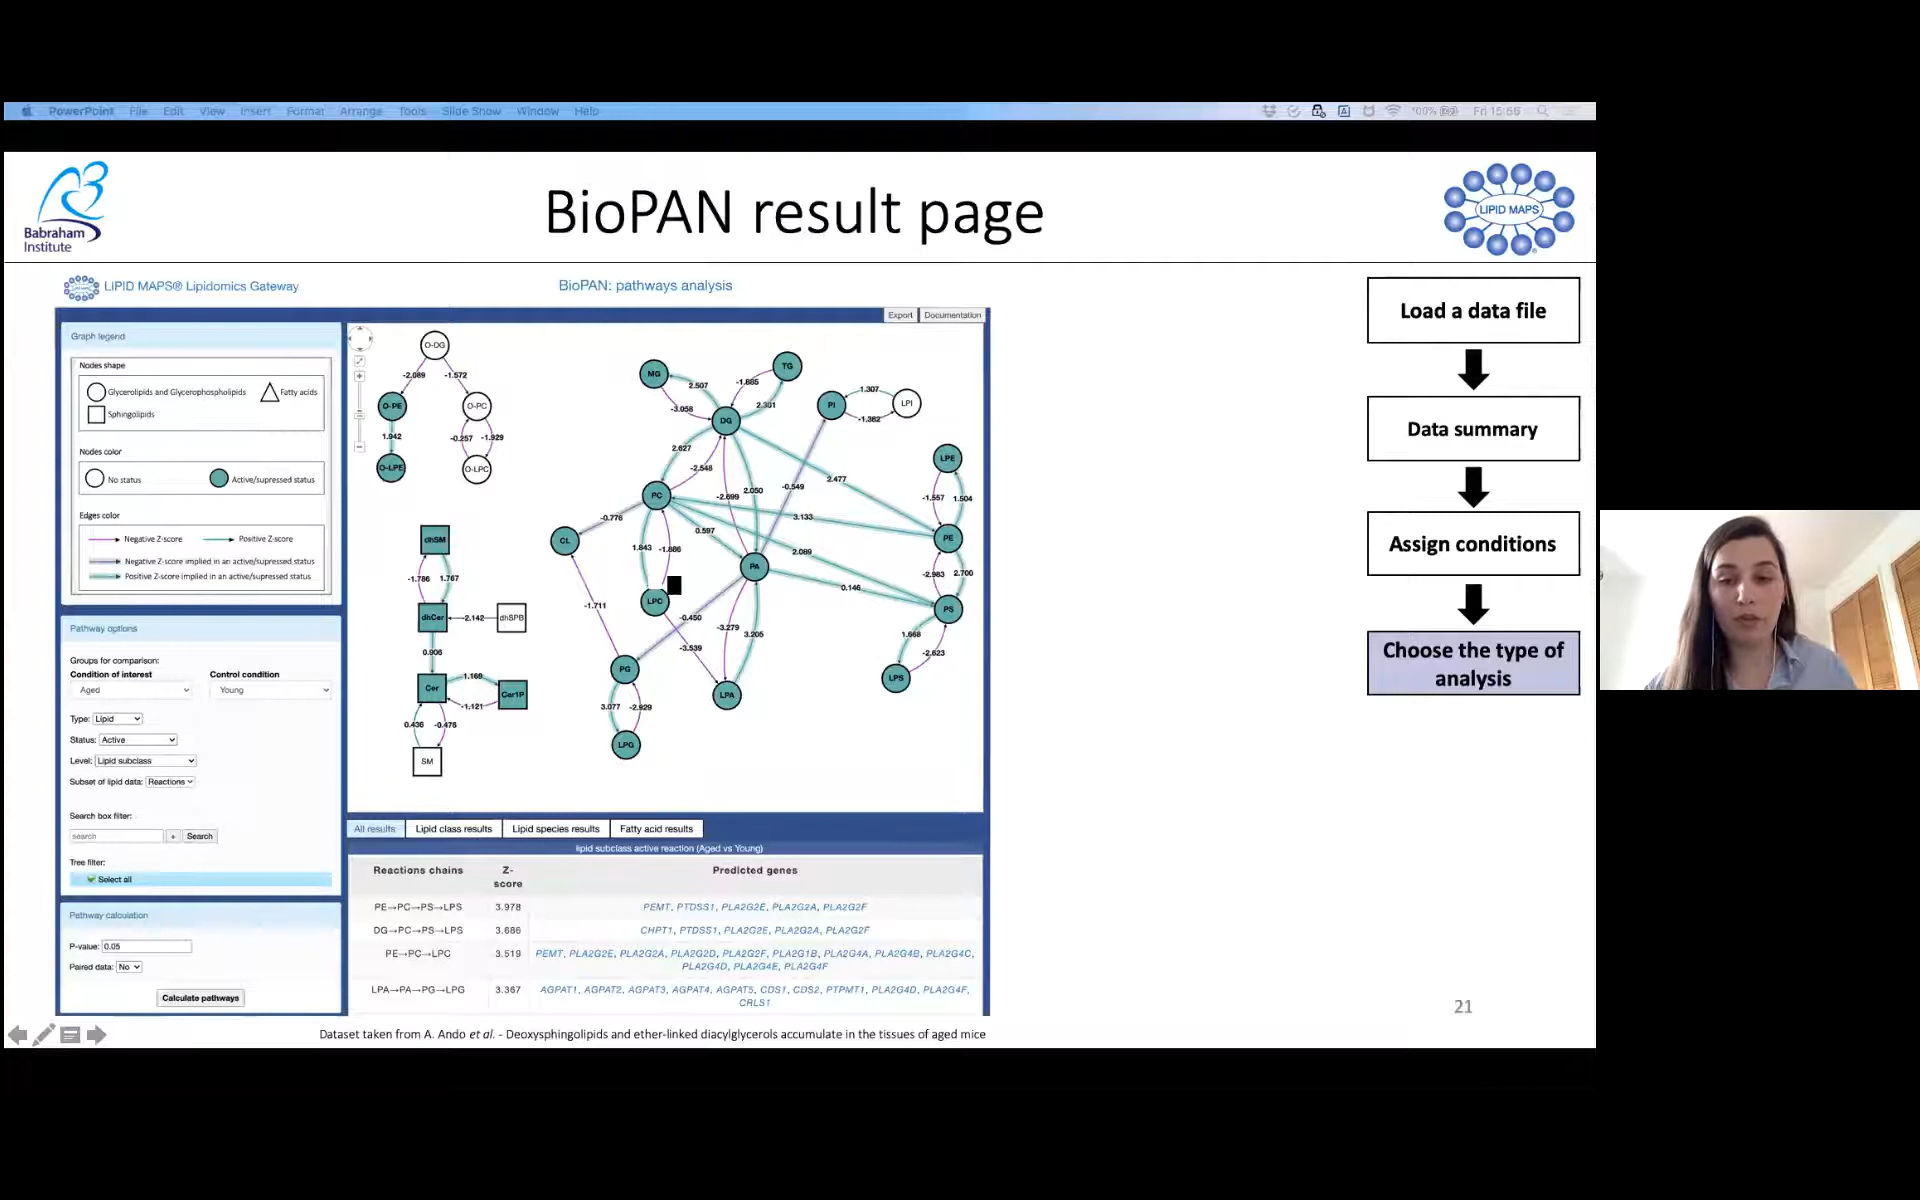 PowerPoint File Edit View Insert Format Arrange Tools Slide Show Window Help
100% Fri 15:56
Babraham
Institute
BioPAN result page
LIPID MAPS
LIPID MAPS® Lipidomics Gateway
BioPAN: pathways analysis
Export Documentation
Graph legend
Nodes shape
Glycerolipids and Glycerophospholipids
Fatty acids
Sphingolipids
Nodes color
No status
Active/supressed status
Edges color
Negative Z-score
Positive Z-score
Negative Z-score implied in an active/supressed status
Positive Z-score implied in an active/supressed status
Pathway options
Groups for comparison:
Condition of interest
Control condition
Aged
Young
Type: Lipid
Status: Active
Level: Lipid subclass
Subset of lipid data: Reactions
Search box filter:
search + Search
Tree filter:
Select all
Pathway calculation
P-value: 0.05
Paired data: No
Calculate pathways
O-DG
-2.089 -1.572
O-PE O-PC
1.942 -0.257 -1.929
O-LPE O-LPC
dhSM
-1.786 1.767
dhCer 2.142 dhSPB
0.906
Cer 1.169 Cer1P
-1.121
0.436 -0.476
SM
MG TG
2.507 -1.885
-3.058 2.301
DG
PI 1.307 LPI
-1.362
2.627
-2.548
LPE
2.477
-0.549
-1.557 1.504
PC
-2.699 2.050
-0.776 3.133
0.597
CL PE
1.843 -1.886 2.089
PA
-2.983 2.700
0.146
LPC PS
-1.711
-0.450
-3.279 3.205
1.668
-3.539
-2.623
PG LPS
LPA
3.077 -2.929
LPG
All results Lipid class results Lipid species results Fatty acid results
lipid subclass active reaction (Aged vs Young)
Reactions chains Z-score Predicted genes
PE→PC→PS→LPS 3.978 PEMT, PTDSS1, PLA2G2E, PLA2G2A, PLA2G2F
DG→PC→PS→LPS 3.686 CHPT1, PTDSS1, PLA2G2E, PLA2G2A, PLA2G2F
PE→PC→LPC 3.519 PEMT, PLA2G2E, PLA2G2A, PLA2G2D, PLA2G2F, PLA2G1B, PLA2G4A, PLA2G4B, PLA2G4C,
PLA2G4D, PLA2G4E, PLA2G4F
LPA→PA→PG→LPG 3.367 AGPAT1, AGPAT2, AGPAT3, AGPAT4, AGPAT5, CDS1, CDS2, PTPMT1, PLA2G4D, PLA2G4F,
CRLS1
Load a data file
Data summary
Assign conditions
Choose the type of
analysis
21
Dataset taken from A. Ando et al. - Deoxysphingolipids and ether-linked diacylglycerols accumulate in the tissues of aged mice